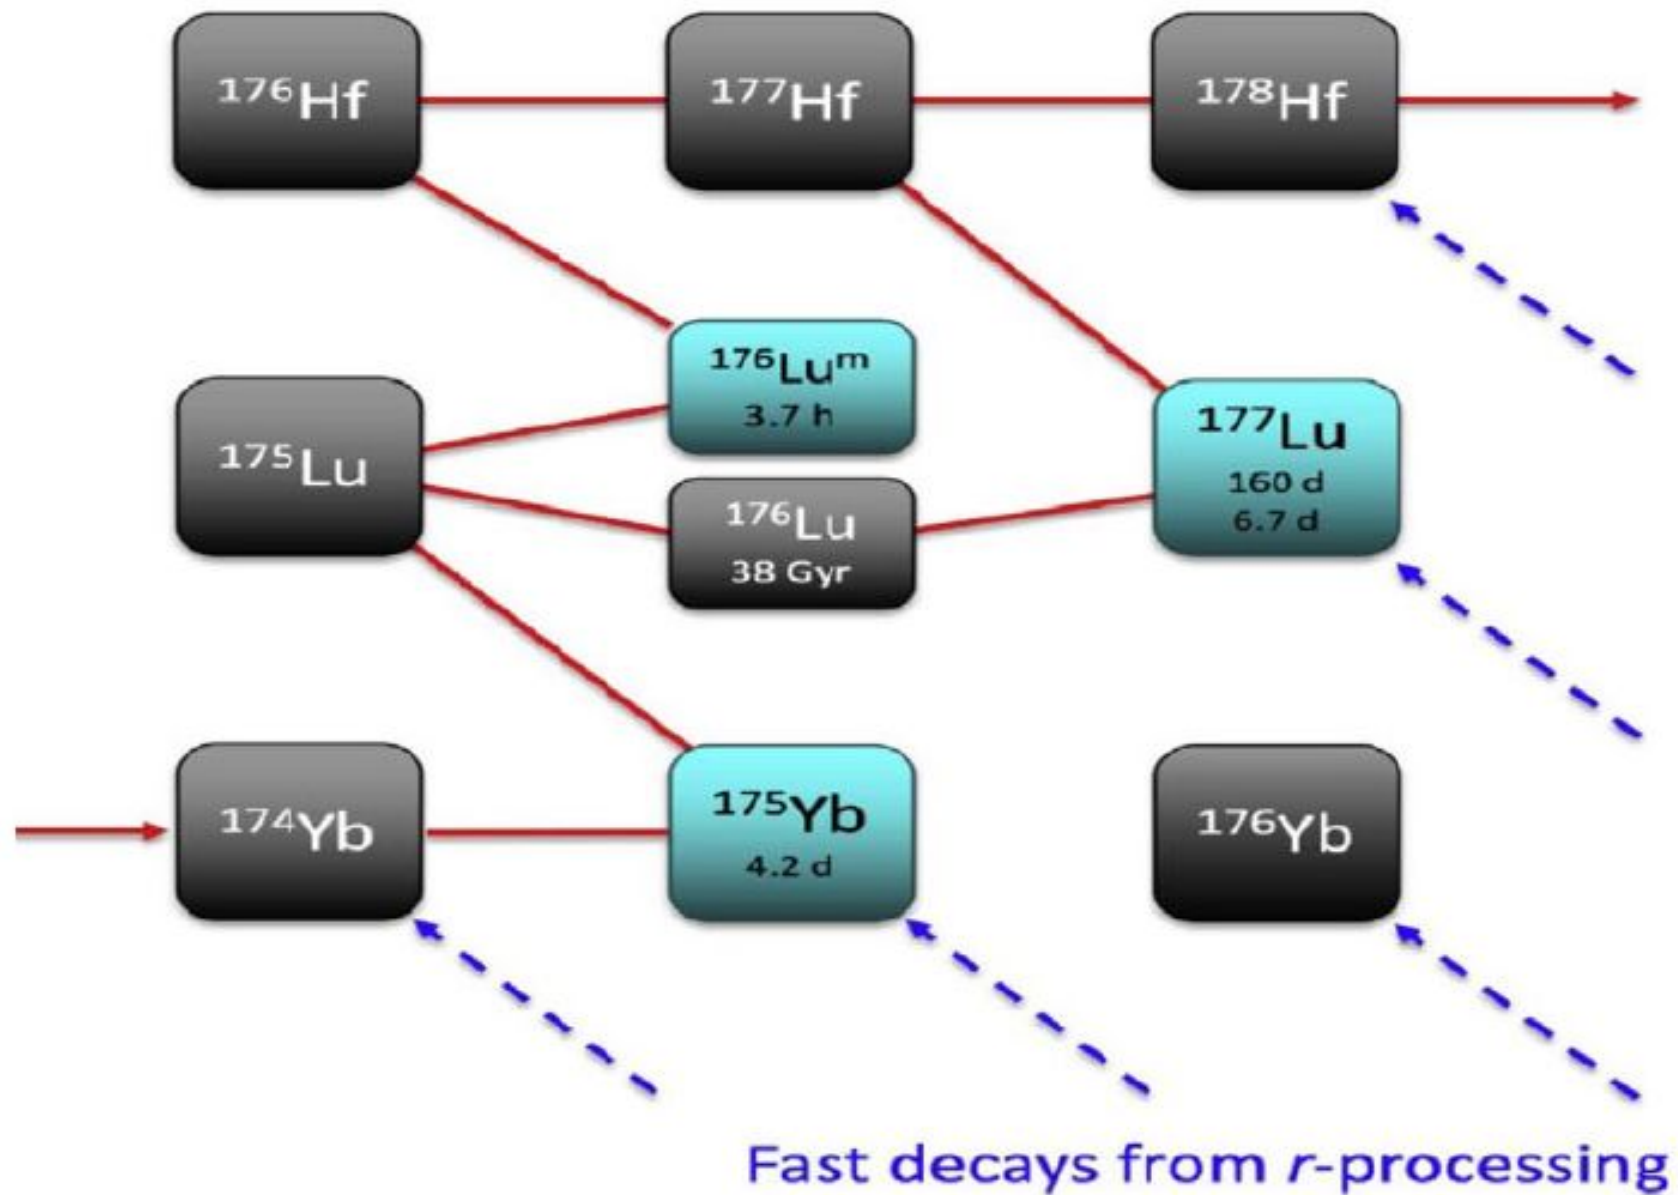 ¹⁷⁶Hf
¹⁷⁷Hf
¹⁷⁸Hf
¹⁷⁶Luᵐ
3.7 h
¹⁷⁵Lu
¹⁷⁶Lu
38 Gyr
¹⁷⁷Lu
160 d
6.7 d
¹⁷⁴Yb
¹⁷⁵Yb
4.2 d
¹⁷⁶Yb
Fast decays from r-processing